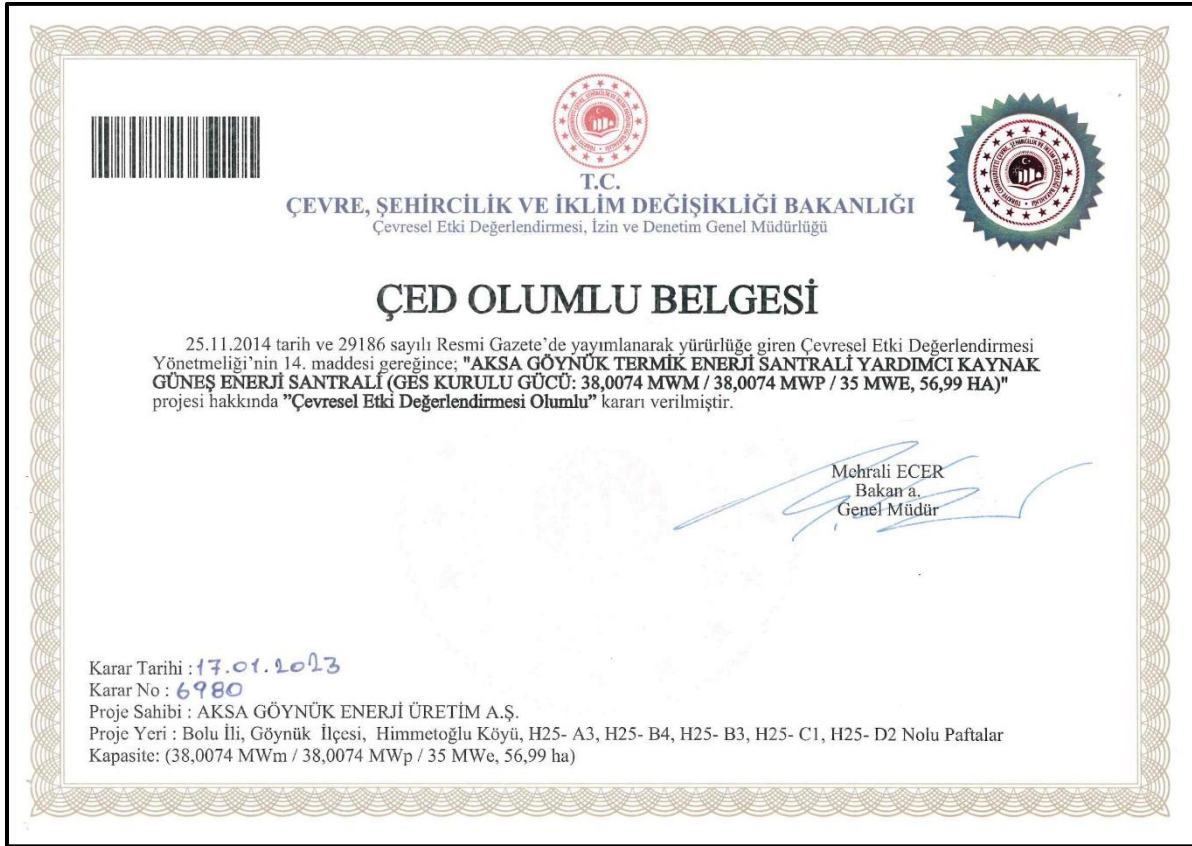 T.C.
ÇEVRE, ŞEHİRCİLİK VE İKLİM DEĞİŞİKLİĞİ BAKANLIĞI
Çevresel Etki Değerlendirmesi, İzin ve Denetim Genel Müdürlüğü
ÇED OLUMLU BELGESİ
25.11.2014 tarih ve 29186 sayılı Resmi Gazete'de yayımlanarak yürürlüğe giren Çevresel Etki Değerlendirmesi
Yönetmeliği'nin 14. maddesi gereğince; "AKSA GÖYNÜK TERMİK ENERJİ SANTRALİ YARDIMCI KAYNAK
GÜNEŞ ENERJİ SANTRALİ (GES KURULU GÜCÜ: 38,0074 MWM / 38,0074 MWP / 35 MWE, 56,99 HA)"
projesi hakkında "Çevresel Etki Değerlendirmesi Olumlu" kararı verilmiştir.
Mehrali ECER
Bakan a.
Genel Müdür
Karar Tarihi : 17.01.2023
Karar No : 6980
Proje Sahibi : AKSA GÖYNÜK ENERJİ ÜRETİM A.Ş.
Proje Yeri : Bolu İli, Göynük İlçesi, Himmetoğlu Köyü, H25- A3, H25- B4, H25- B3, H25- C1, H25- D2 Nolu Paftalar
Kapasite: (38,0074 MWm / 38,0074 MWp / 35 MWe, 56,99 ha)